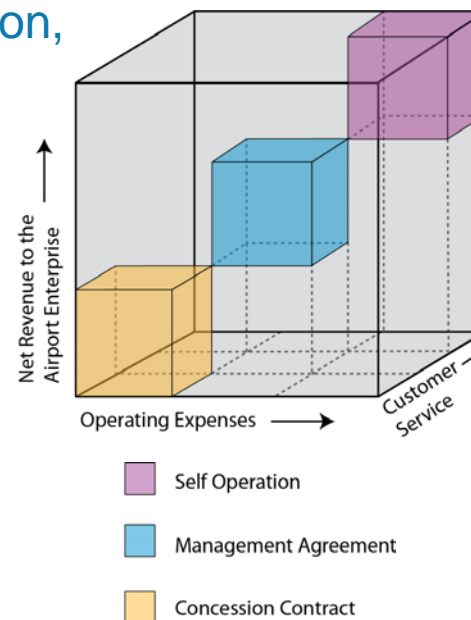 on,
Net Revenue to the
Airport Enterprise
Operating Expenses
Customer
Service
Self Operation
Management Agreement
Concession Contract